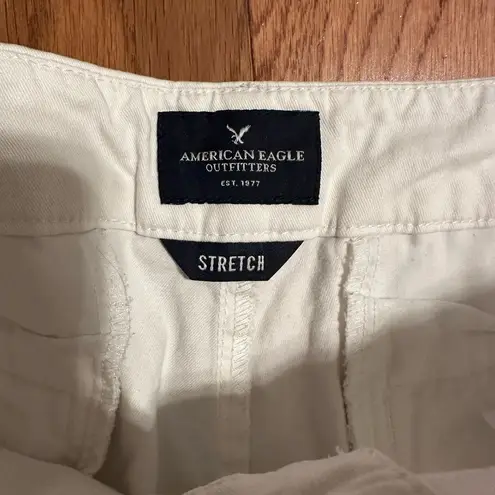 AMERICAN EAGLE
OUTFITTERS
EST. 1977
STRETCH